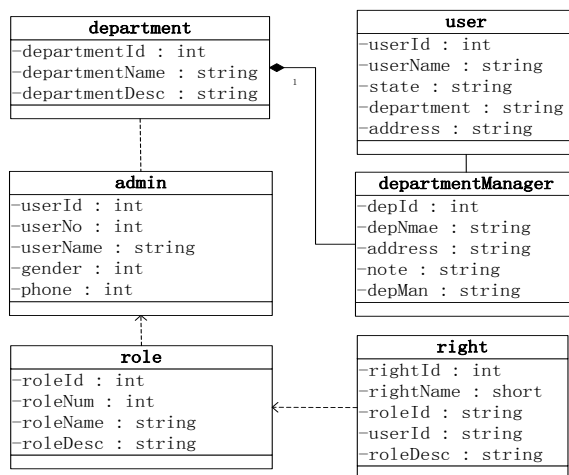 department
-departmentId : int
-departmentName : string
-departmentDesc : string
1
user
-userId : int
-userName : string
-state : string
-department : string
-address : string
admin
-userId : int
-userNo : int
-userName : string
-gender : int
-phone : int
departmentManager
-depId : int
-depNmae : string
-address : string
-note : string
-depMan : string
role
-roleId : int
-roleNum : int
-roleName : string
-roleDesc : string
right
-rightId : int
-rightName : short
-roleId : string
-userId : string
-roleDesc : string